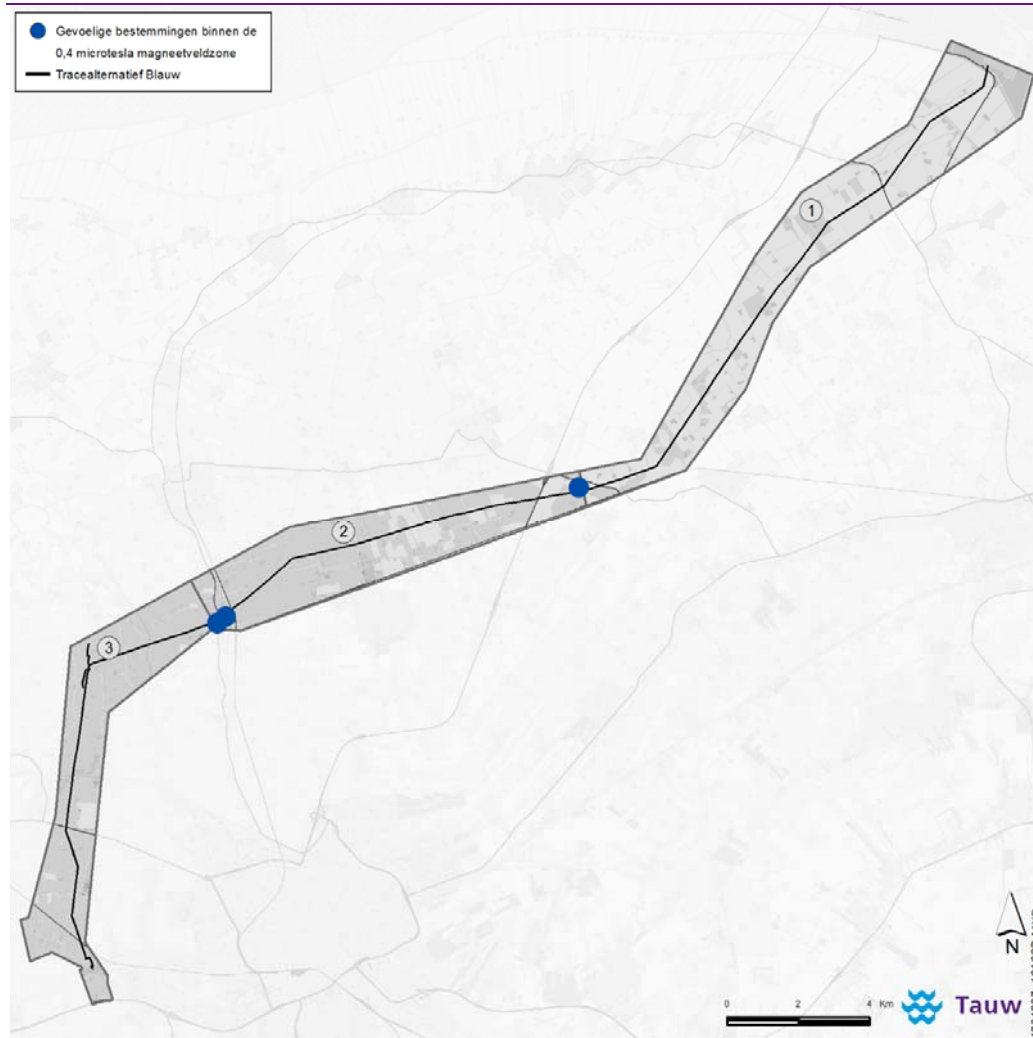 Gevoelige bestemmingen binnen de
0,4 microtesla magneetveldzone
Tracealternatief Blauw
1
2
3
N
0 2 4 Km
Tauw